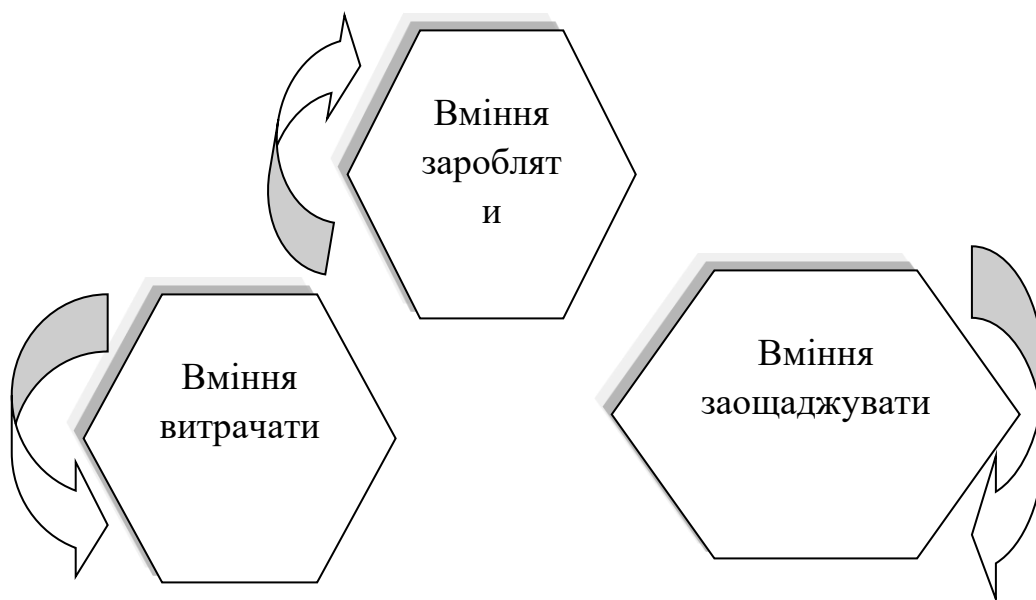 Вміння
зароблят
и
Вміння
витрачати
Вміння
заощаджувати